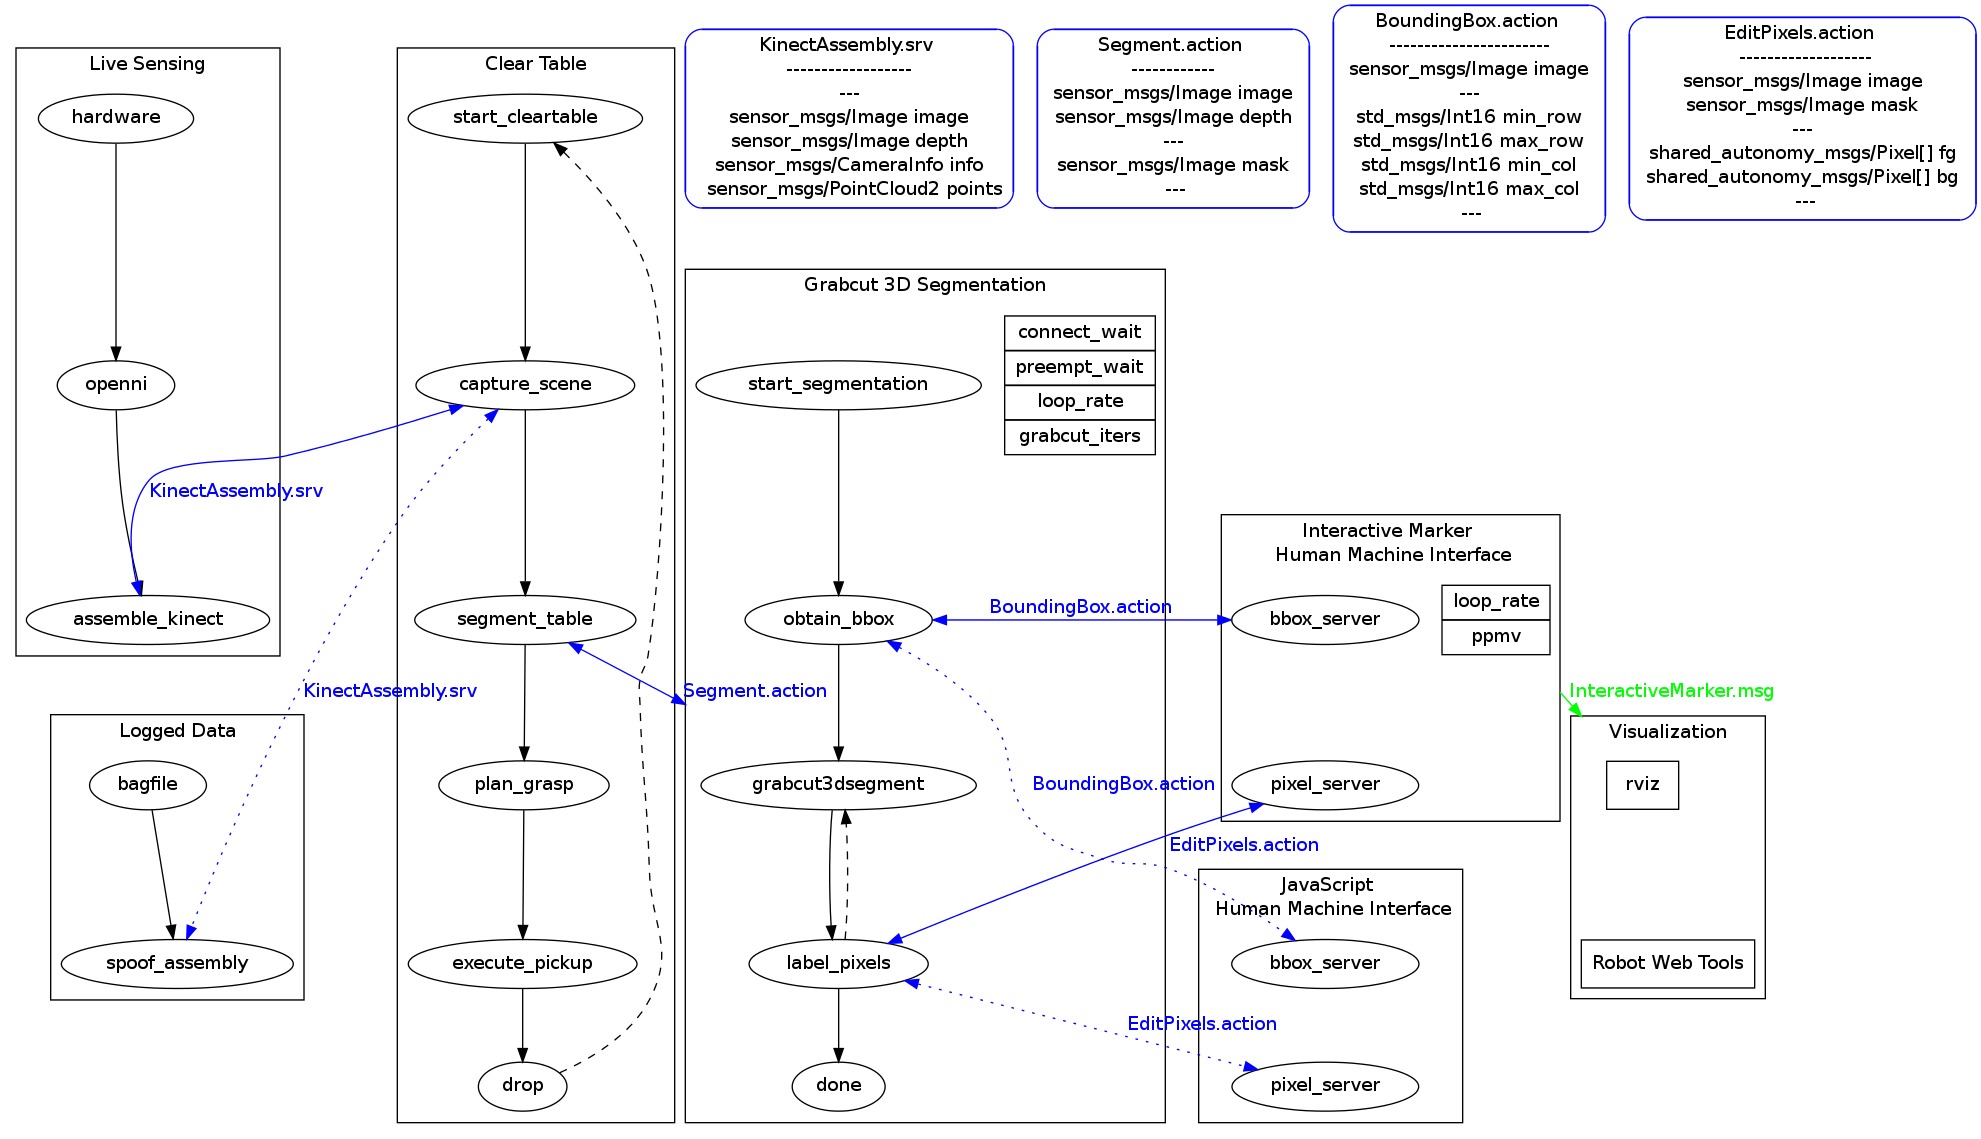 Live Sensing
hardware
openni
KinectAssembly.srv
assemble_kinect
Logged Data
bagfile
spoof_assembly
KinectAssembly.srv
Clear Table
start_cleartable
capture_scene
segment_table
plan_grasp
execute_pickup
drop
Segment.action
KinectAssembly.srv
------------------
---
sensor_msgs/Image image
sensor_msgs/Image depth
sensor_msgs/CameraInfo info
sensor_msgs/PointCloud2 points
Segment.action
------------
sensor_msgs/Image image
sensor_msgs/Image depth
---
sensor_msgs/Image mask
---
BoundingBox.action
-----------------------
sensor_msgs/Image image
---
std_msgs/Int16 min_row
std_msgs/Int16 max_row
std_msgs/Int16 min_col
std_msgs/Int16 max_col
---
EditPixels.action
-------------------
sensor_msgs/Image image
sensor_msgs/Image mask
---
shared_autonomy_msgs/Pixel[] fg
shared_autonomy_msgs/Pixel[] bg
---
Grabcut 3D Segmentation
connect_wait
preempt_wait
loop_rate
grabcut_iters
start_segmentation
obtain_bbox
grabcut3dsegment
label_pixels
done
BoundingBox.action
BoundingBox.action
EditPixels.action
EditPixels.action
Interactive Marker
Human Machine Interface
bbox_server
loop_rate
ppmv
pixel_server
JavaScript
Human Machine Interface
bbox_server
pixel_server
InteractiveMarker.msg
Visualization
rviz
Robot Web Tools